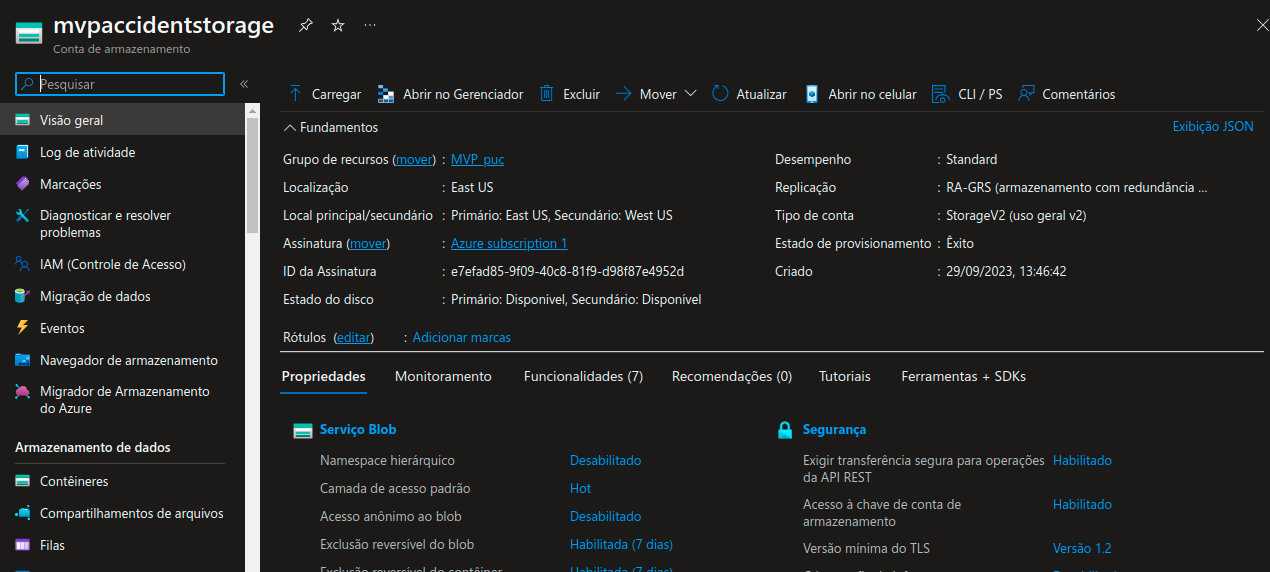 mvpaccidentstorage
Conta de armazenamento
Pesquisar
Visão geral
Log de atividade
Marcações
Diagnosticar e resolver
problemas
IAM (Controle de Acesso)
Migração de dados
Eventos
Navegador de armazenamento
Migrador de Armazenamento
do Azure
Armazenamento de dados
Contêineres
Compartilhamentos de arquivos
Filas
Carregar Abrir no Gerenciador Excluir Mover Atualizar Abrir no celular CLI / PS Comentários
Fundamentos Exibição JSON
Grupo de recursos (mover) : MVP_puc
Localização : East US
Local principal/secundário : Primário: East US, Secundário: West US
Assinatura (mover) : Azure subscription 1
ID da Assinatura : e7efad85-9f09-40c8-81f9-d98f87e4952d
Estado do disco : Primário: Disponível, Secundário: Disponível
Desempenho : Standard
Replicação : RA-GRS (armazenamento com redundância ...
Tipo de conta : StorageV2 (uso geral v2)
Estado de provisionamento : Êxito
Criado : 29/09/2023, 13:46:42
Rótulos (editar) : Adicionar marcas
Propriedades Monitoramento Funcionalidades (7) Recomendações (0) Tutoriais Ferramentas + SDKs
Serviço Blob
Namespace hierárquico Desabilitado
Camada de acesso padrão Hot
Acesso anônimo ao blob Desabilitado
Exclusão reversível do blob Habilitada (7 dias)
Exclusão reversível do contêiner Habilitada (7 dias)
Segurança
Exigir transferência segura para operações Habilitado
da API REST
Acesso à chave de conta de Habilitado
armazenamento
Versão mínima do TLS Versão 1.2